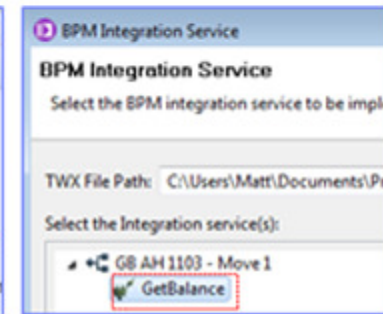 BPM Integration Service
BPM Integration Service
Select the BPM integration service to be imple
TWX File Path: C:\Users\Matt\Documents\Pr
Select the Integration service(s):
GB AH 1103 - Move 1
GetBalance